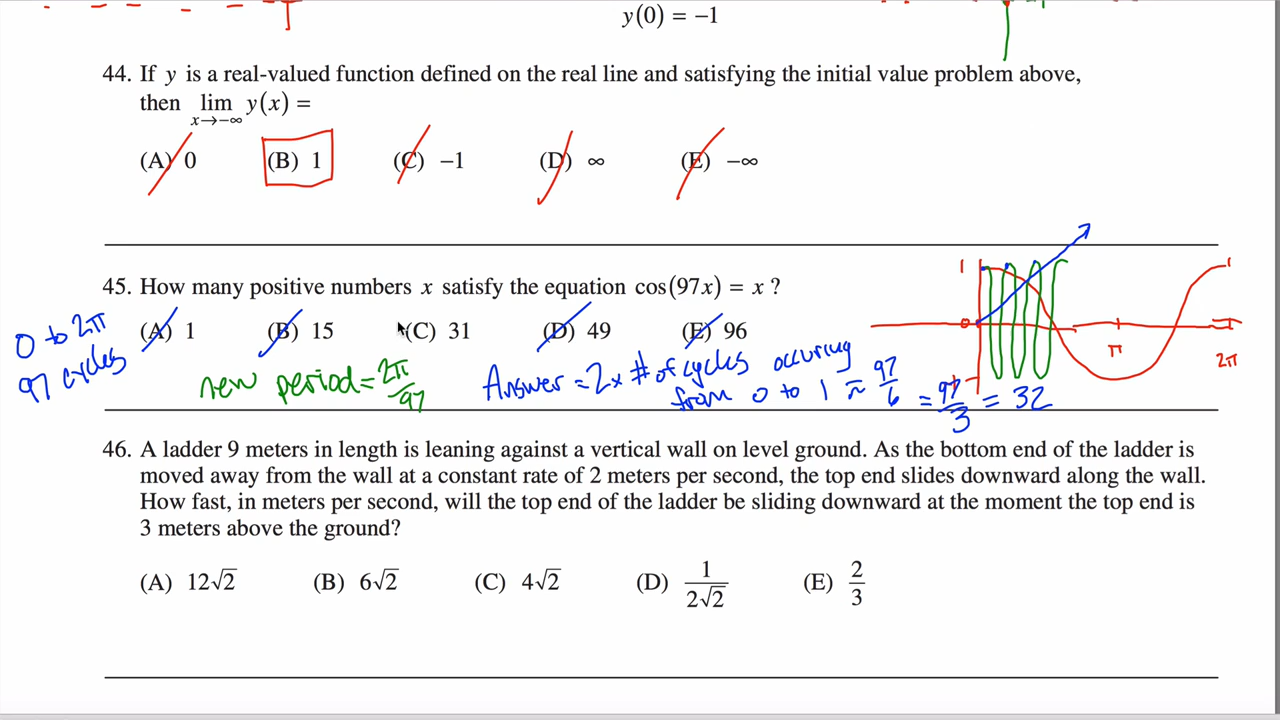 y(0) = −1
44. If y is a real-valued function defined on the real line and satisfying the initial value problem above,
then lim y(x) =
x→−∞
(A) 0 (B) 1 (C) −1 (D) ∞ (E) −∞
45. How many positive numbers x satisfy the equation cos(97x) = x ?
(A) 1 (B) 15 (C) 31 (D) 49 (E) 96
0 to 2π
97 cycles
new period = 2π/97
Answer = 2x # of cycles occuring
from 0 to 1 ≈ 97/6 = 97/3 = 32
1 1
0
π
2π
46. A ladder 9 meters in length is leaning against a vertical wall on level ground. As the bottom end of the ladder is
moved away from the wall at a constant rate of 2 meters per second, the top end slides downward along the wall.
How fast, in meters per second, will the top end of the ladder be sliding downward at the moment the top end is
3 meters above the ground?
(A) 12√2 (B) 6√2 (C) 4√2 (D) 1/2√2 (E) 2/3